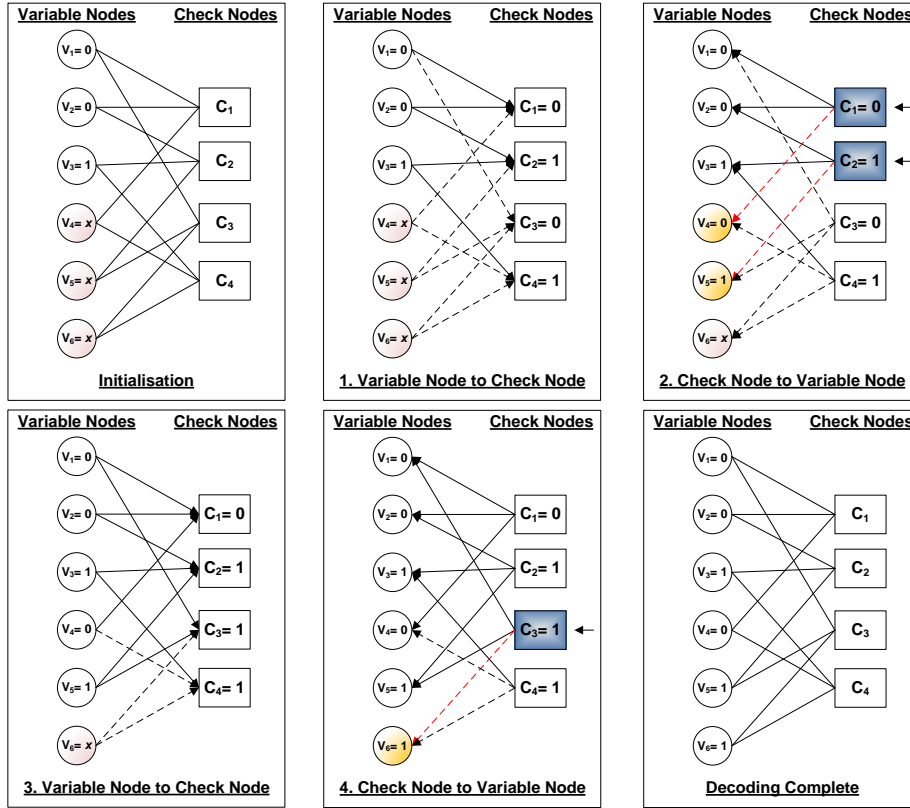 Variable Nodes Check Nodes
V1= 0
V2= 0
C1
V3= 1
C2
V4= x
C3
V5= x
C4
V6= x
Initialisation
Variable Nodes Check Nodes
V1= 0
V2= 0
C1= 0
V3= 1
C2= 1
V4= x
C3= 0
V5= x
C4= 1
V6= x
1. Variable Node to Check Node
Variable Nodes Check Nodes
V1= 0
V2= 0
C1= 0
V3= 1
C2= 1
V4= 0
C3= 0
V5= 1
C4= 1
V6= x
2. Check Node to Variable Node
Variable Nodes Check Nodes
V1= 0
V2= 0
C1= 0
V3= 1
C2= 1
V4= 0
C3= 1
V5= 1
C4= 1
V6= x
3. Variable Node to Check Node
Variable Nodes Check Nodes
V1= 0
V2= 0
C1= 0
V3= 1
C2= 1
V4= 0
C3= 1
V5= 1
C4= 1
V6= 1
4. Check Node to Variable Node
Variable Nodes Check Nodes
V1= 0
V2= 0
C1
V3= 1
C2
V4= 0
C3
V5= 1
C4
V6= 1
Decoding Complete